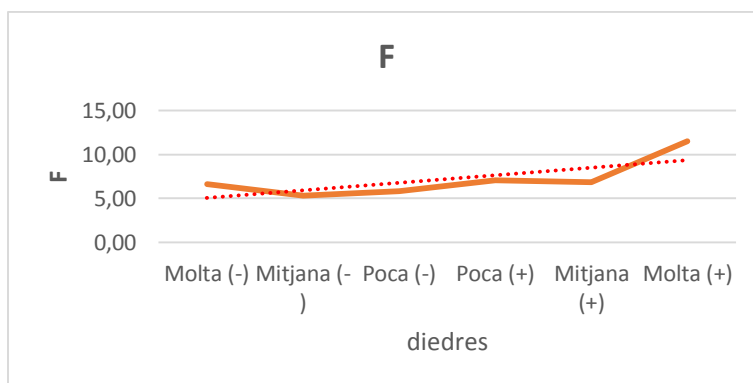 F
15,00
10,00
5,00
0,00
F
Molta (-) Mitjana (- Poca (-) Poca (+) Mitjana Molta (+)
) (+)
diedres